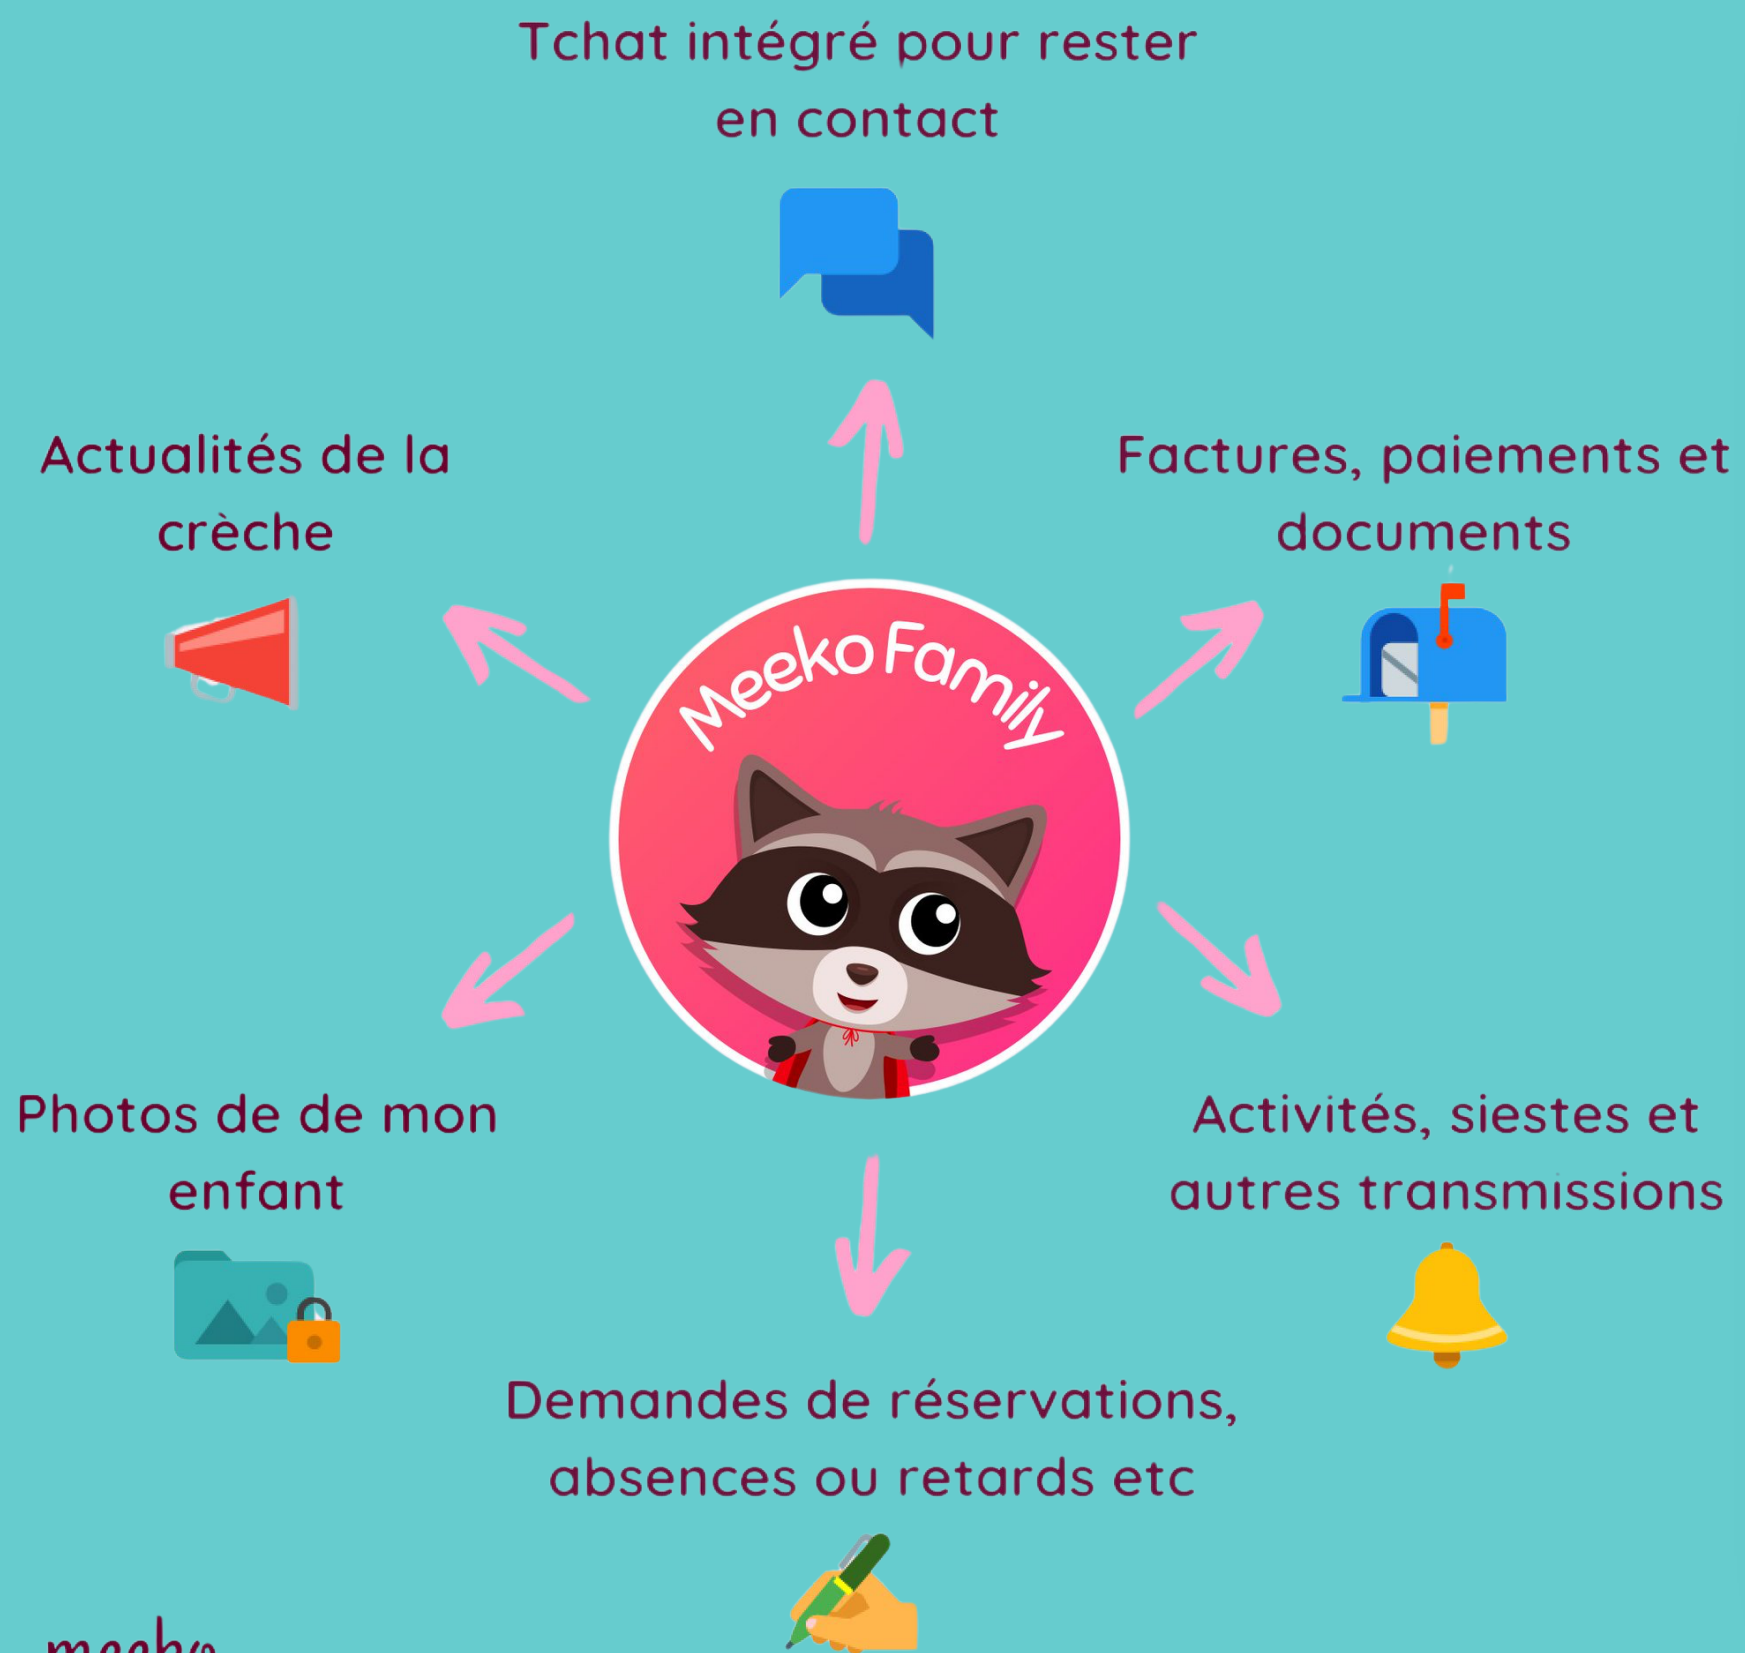 Tchat intégré pour rester
en contact
Actualités de la
crèche
Factures, paiements et
documents
Meeko Family
Photos de de mon
enfant
Activités, siestes et
autres transmissions
Demandes de réservations,
absences ou retards etc
meeko